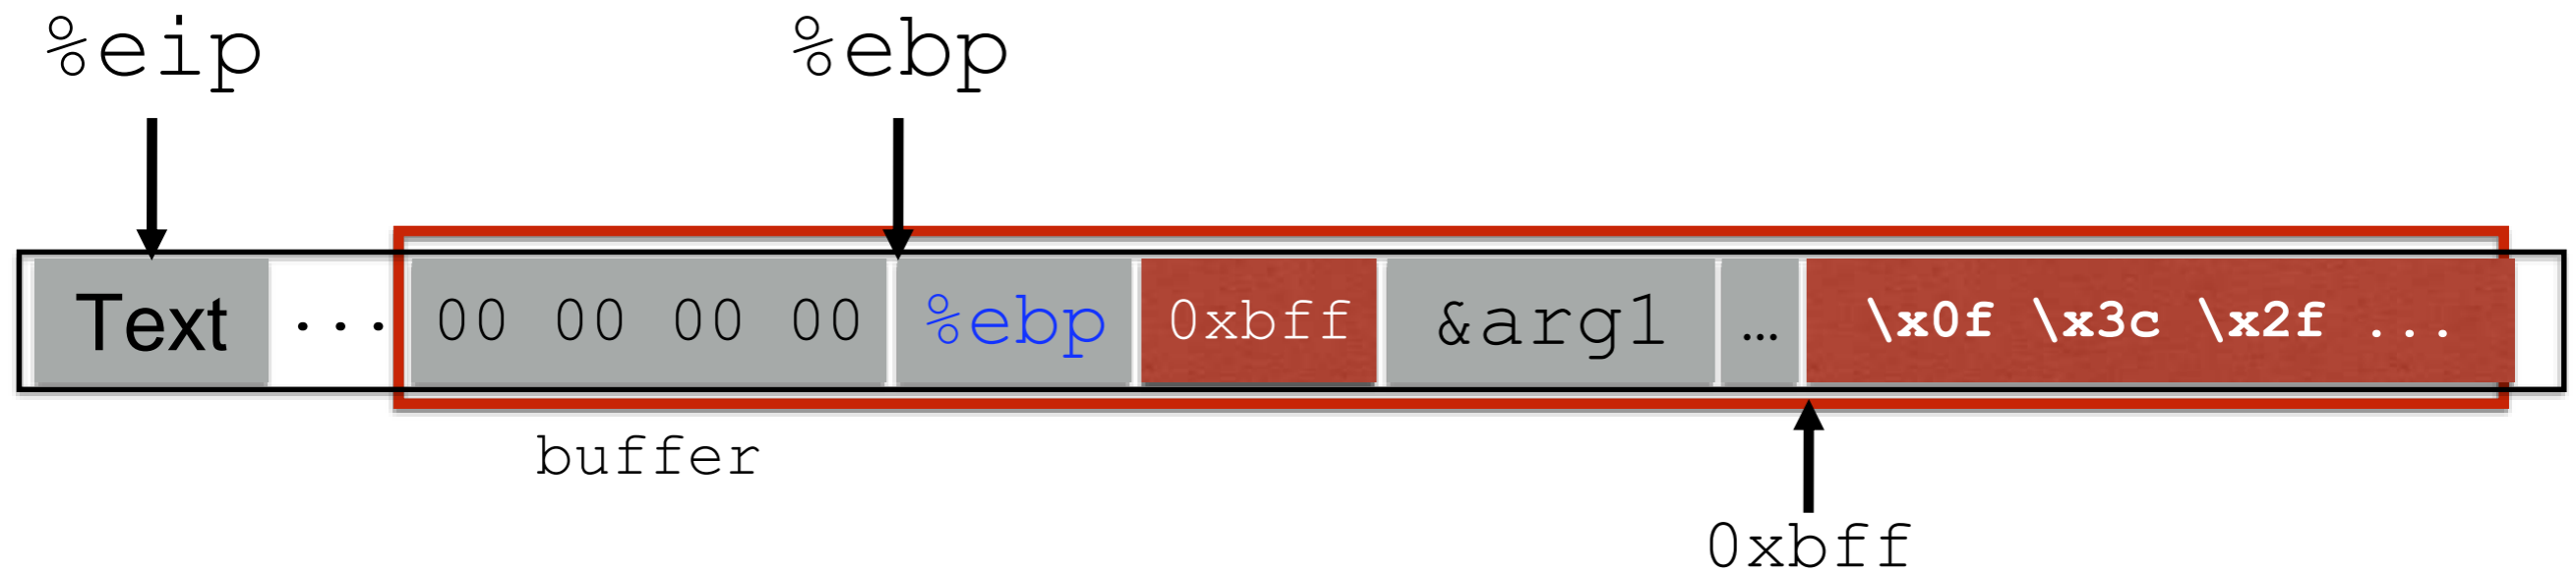 %eip %ebp
Text ... 00 00 00 00 %ebp 0xbff &arg1 ... \x0f \x3c \x2f ...
buffer
0xbff